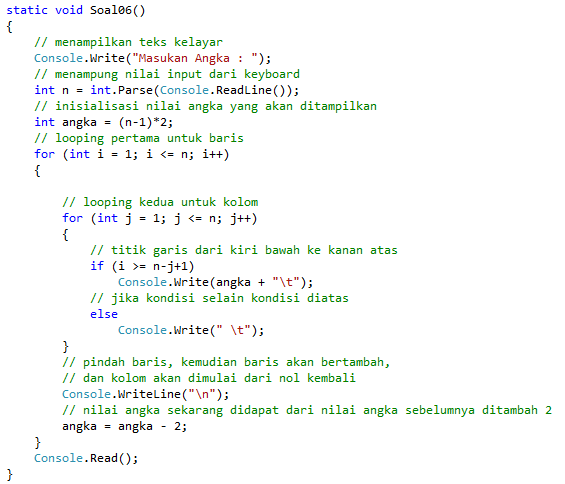 static void Soal06()
{
    // menampilkan teks kelayar
    Console.Write("Masukan Angka : ");
    // menampung nilai input dari keyboard
    int n = int.Parse(Console.ReadLine());
    // inisialisasi nilai angka yang akan ditampilkan
    int angka = (n-1)*2;
    // looping pertama untuk baris
    for (int i = 1; i <= n; i++)
    {
        // looping kedua untuk kolom
        for (int j = 1; j <= n; j++)
        {
            // titik garis dari kiri bawah ke kanan atas
            if (i >= n-j+1)
                Console.Write(angka + "\t");
            // jika kondisi selain kondisi diatas
            else
                Console.Write(" \t");
        }
        // pindah baris, kemudian baris akan bertambah,
        // dan kolom akan dimulai dari nol kembali
        Console.WriteLine("\n");
        // nilai angka sekarang didapat dari nilai angka sebelumnya ditambah 2
        angka = angka - 2;
    }
    Console.Read();
}